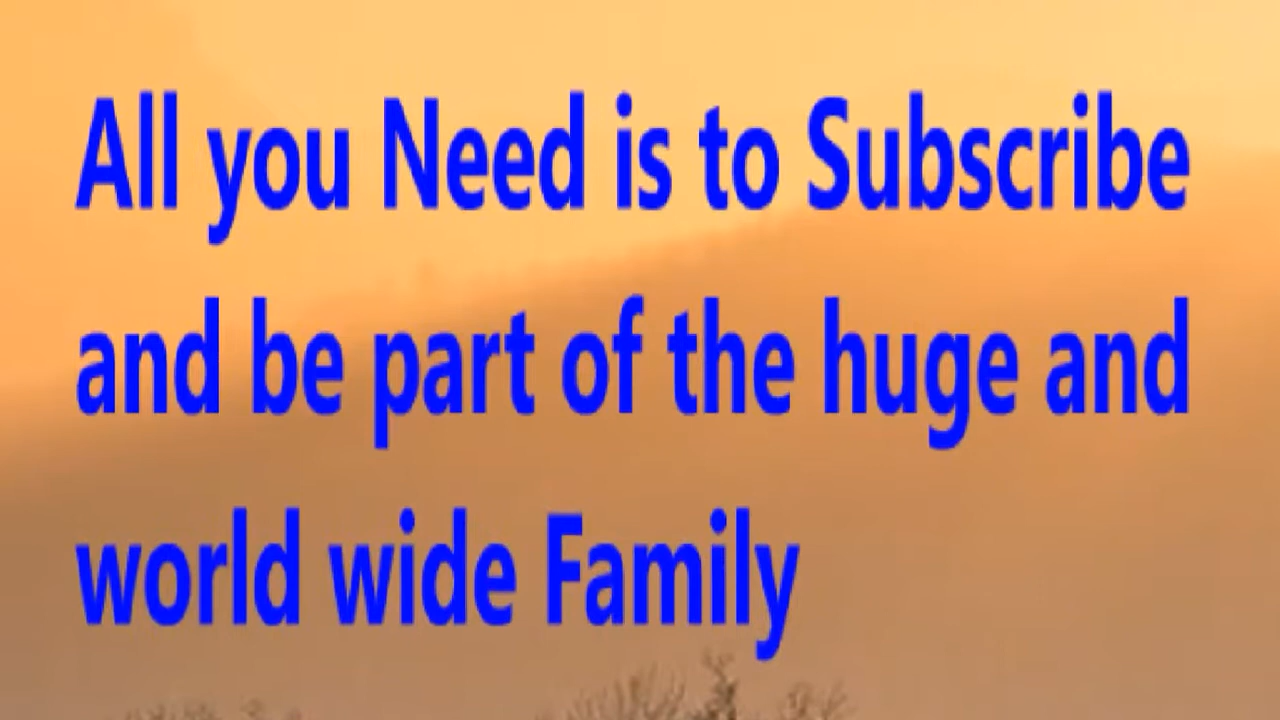 All you Need is to Subscribe
and be part of the huge and
world wide Family